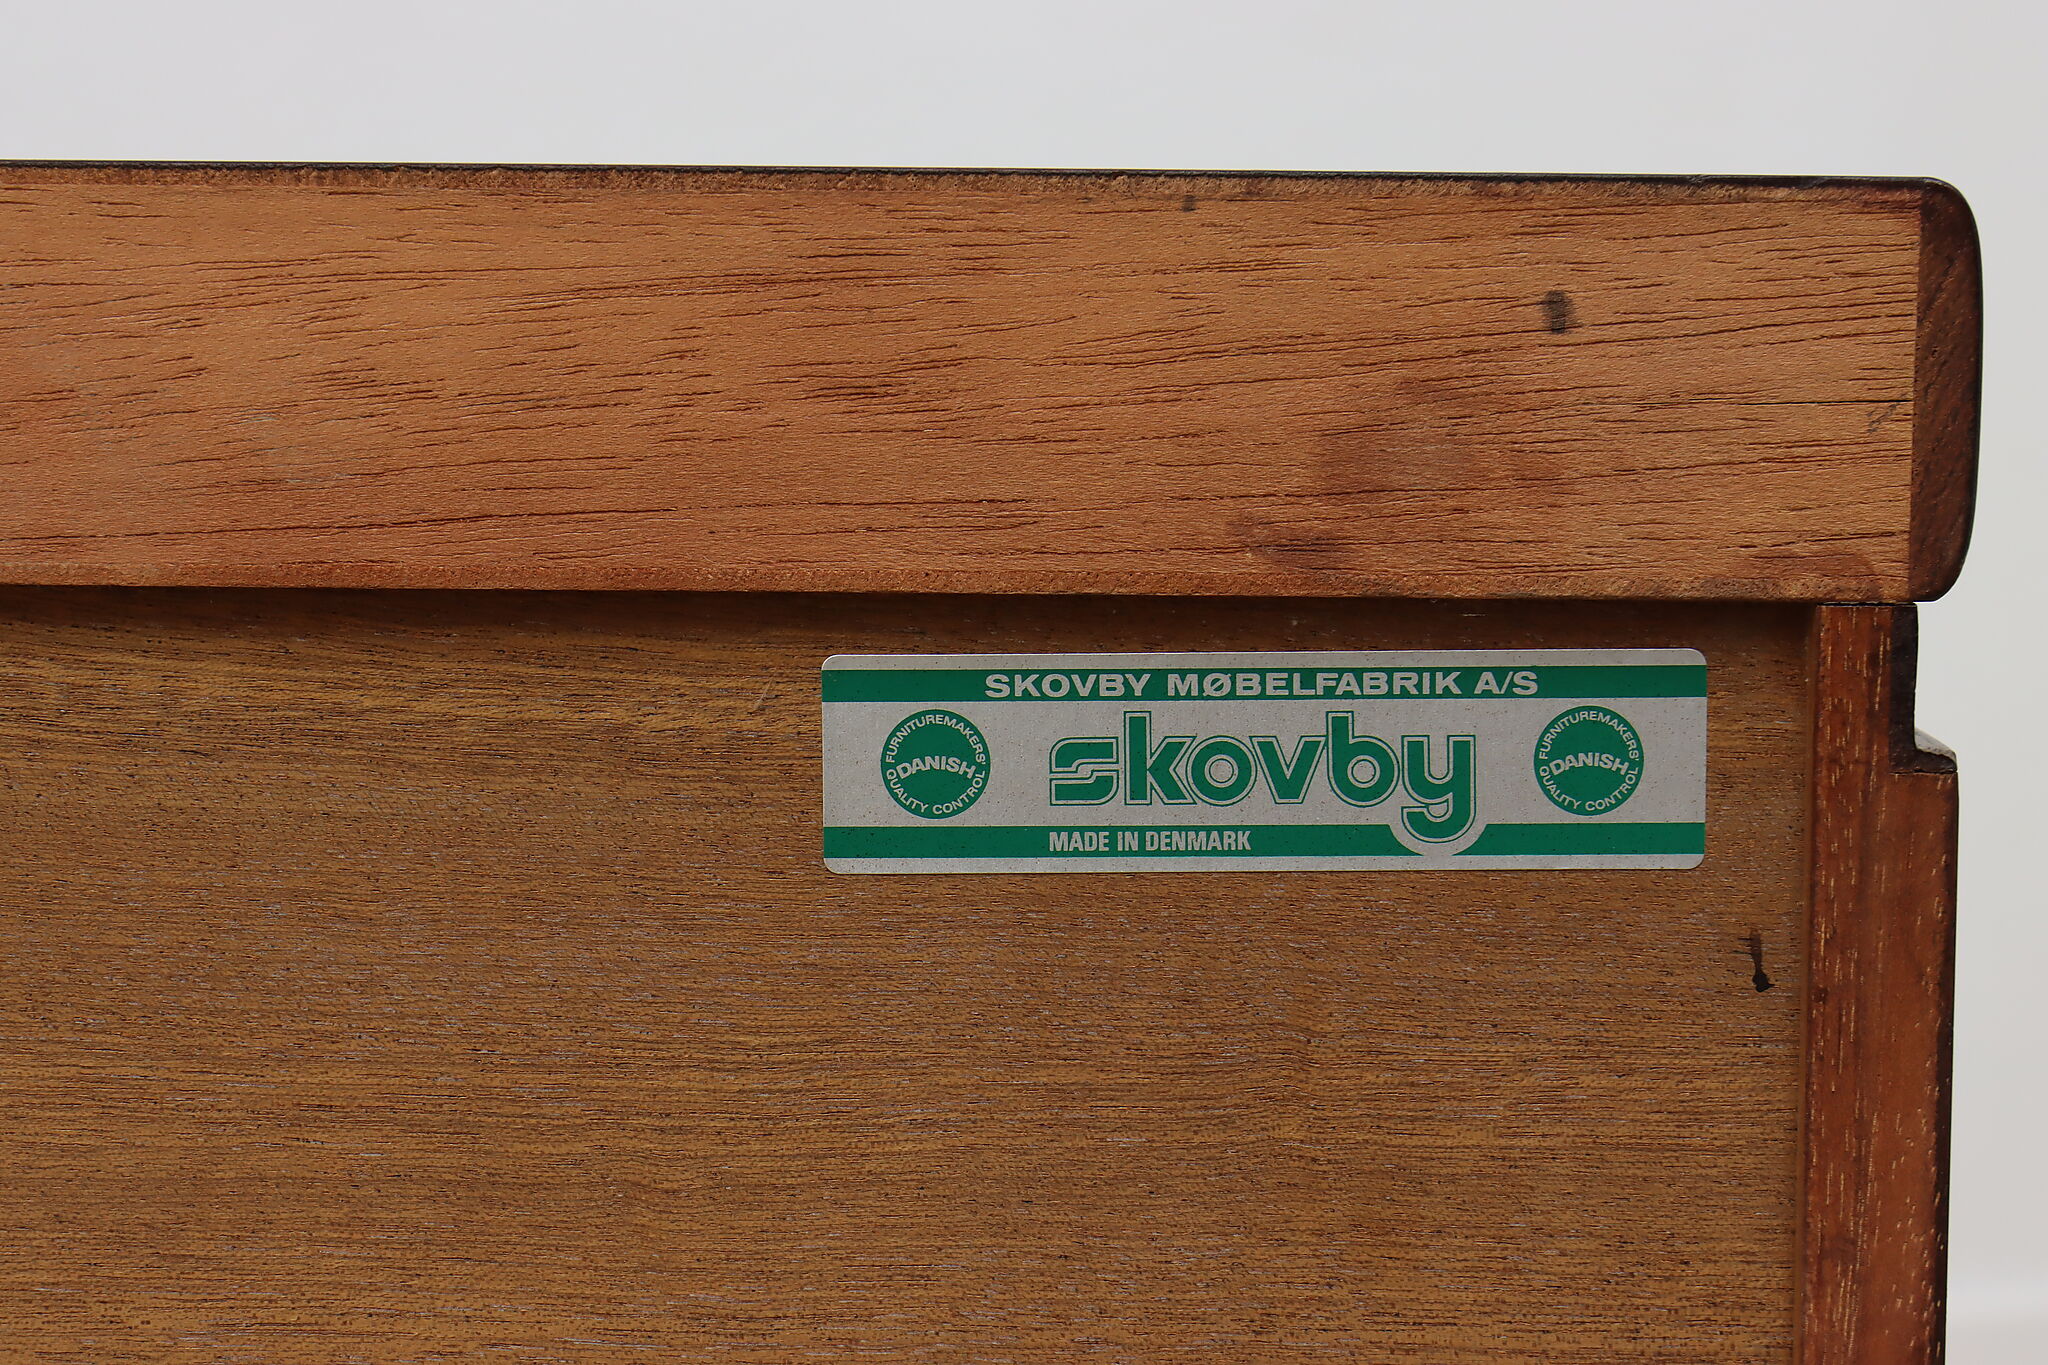 SKOVBY MØBELFABRIK A/S
FURNITUREMAKERS'
DANISH
QUALITY CONTROL
skovby
FURNITUREMAKERS'
DANISH
QUALITY CONTROL
MADE IN DENMARK